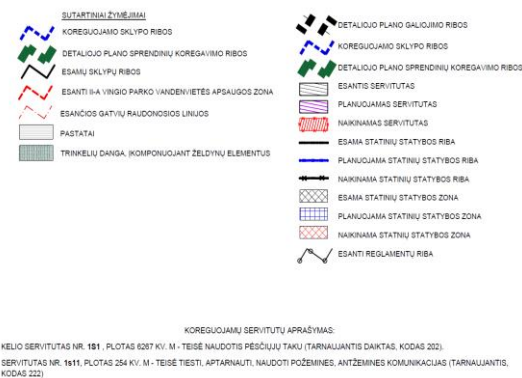 SUTARTINIAI ŽYMĖJIMAI
KOREGUOJAMO SKLYPO RIBOS
DETALIOJO PLANO SPRENDINIŲ KOREGAVIMO RIBOS
ESAMŲ SKLYPŲ RIBOS
ESANTI II-A VINGIO PARKO VANDENVIETĖS APSAUGOS ZONA
ESANČIOS GATVIŲ RAUDONOSIOS LINIJOS
PASTATAI
TRINKELIŲ DANGA, ĮKOMPONUOJANT ŽELDYNŲ ELEMENTUS
DETALIOJO PLANO GALIOJIMO RIBOS
KOREGUOJAMO SKLYPO RIBOS
DETALIOJO PLANO SPRENDINIŲ KOREGAVIMO RIBOS
ESANTIS SERVITUTAS
PLANUOJAMAS SERVITUTAS
NAIKINAMAS SERVITUTAS
ESAMA STATINIŲ STATYBOS RIBA
PLANUOJAMA STATINIŲ STATYBOS RIBA
NAIKINAMA STATINIŲ STATYBOS RIBA
ESAMA STATINIŲ STATYBOS ZONA
PLANUOJAMA STATINIŲ STATYBOS ZONA
NAIKINAMA STATNIŲ STATYBOS ZONA
ESANTI REGLAMENTŲ RIBA
KOREGUOJAMŲ SERVITUTŲ APRAŠYMAS:
KELIO SERVITUTAS NR. 1S1 , PLOTAS 6267 KV. M - TEISĖ NAUDOTIS PĖSČIŲJŲ TAKU (TARNAUJANTIS DAIKTAS, KODAS 202).
SERVITUTAS NR. 1s11, PLOTAS 254 KV. M - TEISĖ TIESTI, APTARNAUTI, NAUDOTI POŽEMINES, ANTŽEMINES KOMUNIKACIJAS (TARNAUJANTIS,
KODAS 222)